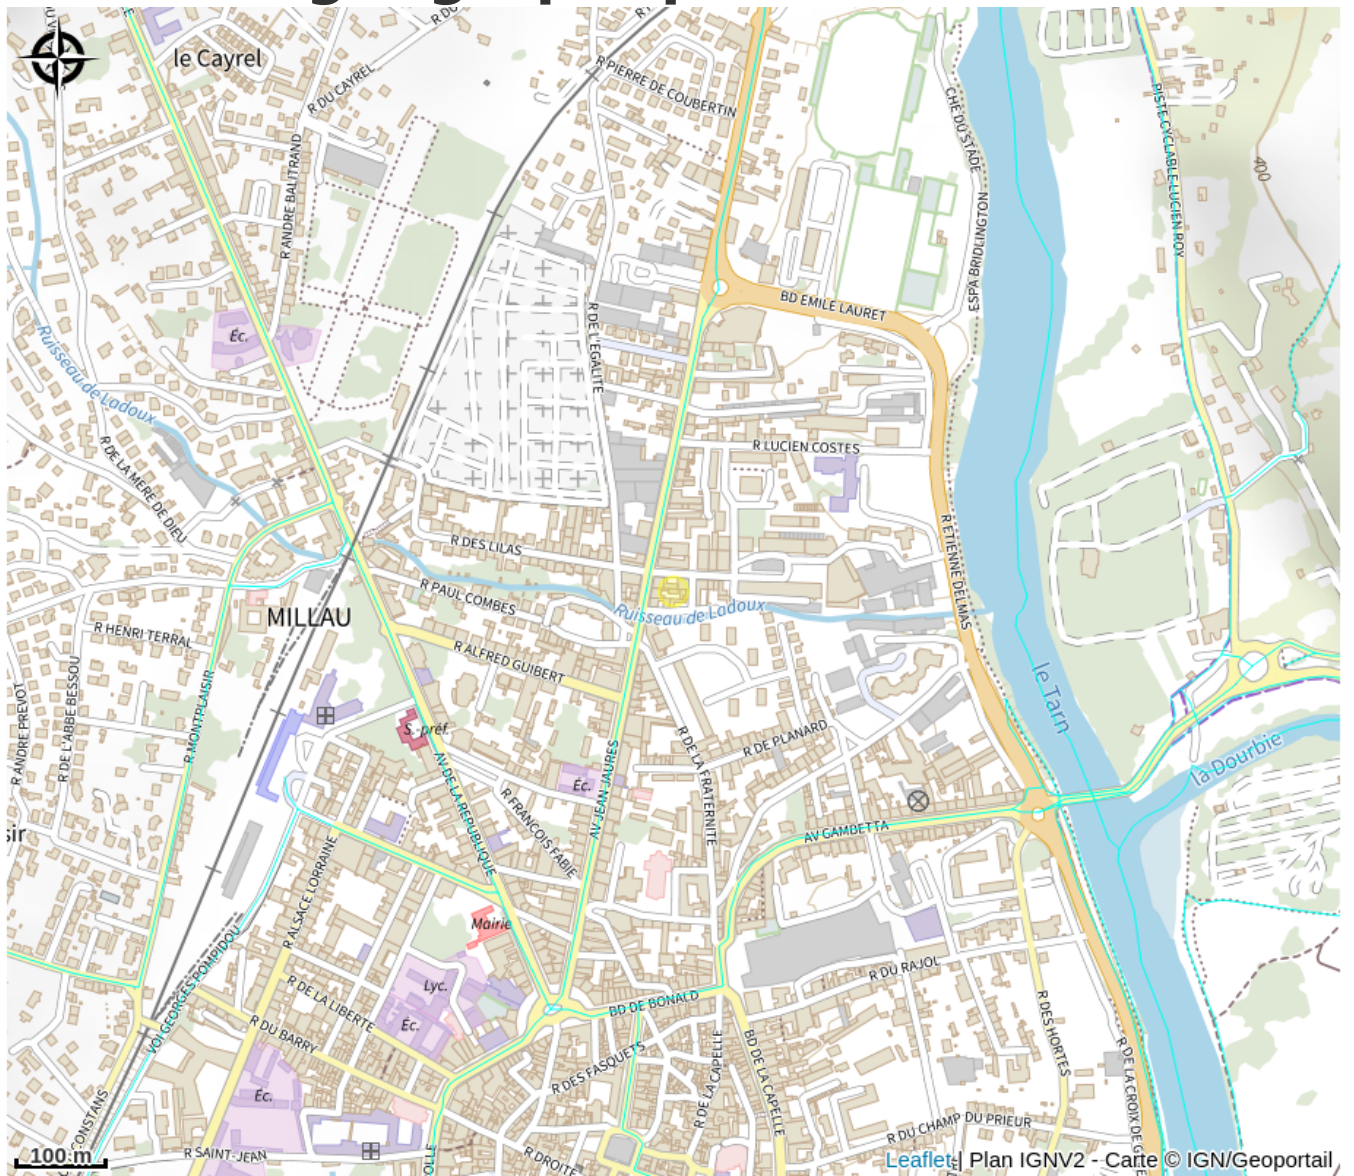 le Cayrel
R DU CAYREL
R PIERRE DE COUBERTIN
CHE DU STADE
PISTE CYCLABLE LUCIEN ROY
400
R ANDRE BALITRAND
ESPA BRIDLINGTON
BD EMILE LAURET
Éc.
R DE L'EGALITE
Ruisseau de Ladoux
R DE LA MERE DE DIEU
R LUCIEN COSTES
R DES LILAS
R ETIENNE DELMAS
R PAUL COMBES
Ruisseau de Ladoux
MILLAU
R HENRI TERRAL
R ALFRED GUIBERT
le Tarn
R ANDRE PREVOT
R DE L'ABBE BESSOU
R MONTPLAISIR
S.-préf.
R DE LA FRATERNITE
R DE PLANARD
la Dourbie
AV DE LA REPUBLIQUE
Éc.
AV JEAN JAURES
R FRANCOIS FABIE
AV GAMBETTA
sir
R ALSACE LORRAINE
Mairie
VOI GEORGES POMPIDOU
R DU RAJOL
Lyc.
R DE LA LIBERTE
BD DE BONALD
Éc.
R DU BARRY
R DES HORTES
R DES FASQUETS
R DE LA CAPELLE
BD DE LA CAPELLE
R DE LA CROIX DE G
Éc.
CONSTANS
R DU CHAMP DU PRIEUR
R SAINT-JEAN
OLLE
R DROITE
100 m
Leaflet | Plan IGNV2 - Carte © IGN/Geoportail